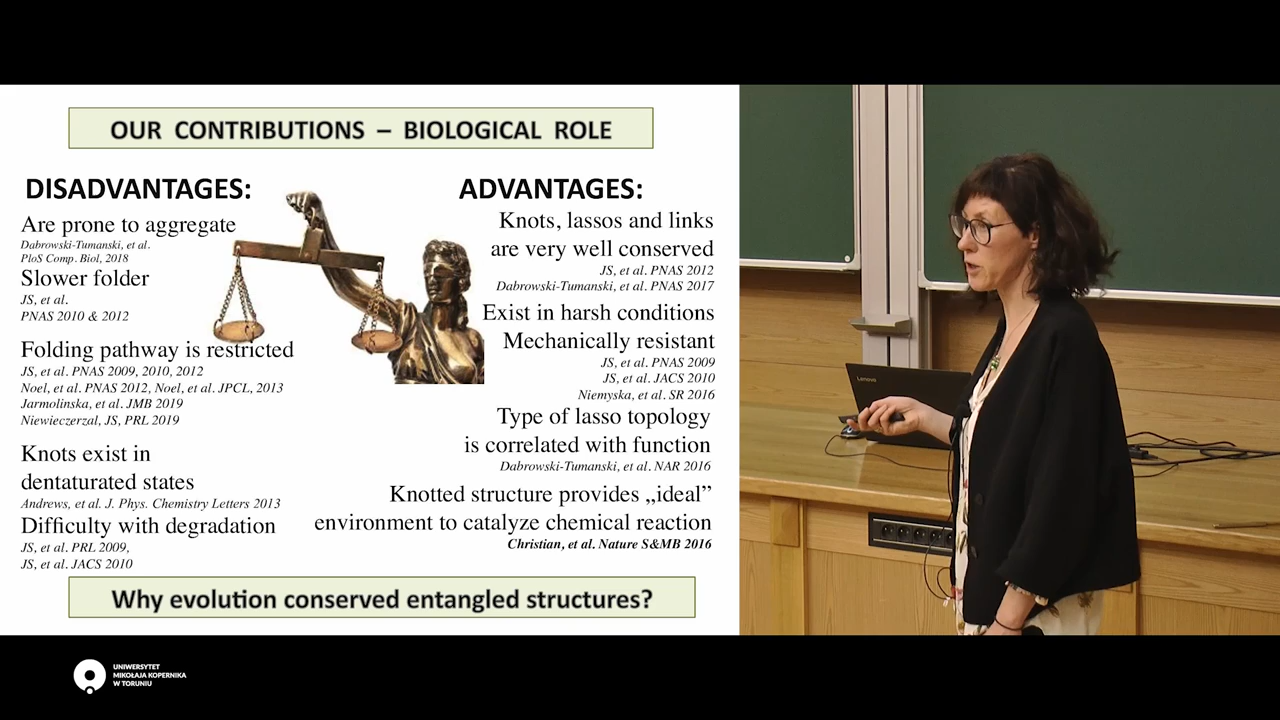 OUR CONTRIBUTIONS – BIOLOGICAL ROLE
DISADVANTAGES:
Are prone to aggregate
Dabrowski-Tumanski, et al.
PloS Comp. Biol, 2018
Slower folder
JS, et al.
PNAS 2010 & 2012
Folding pathway is restricted
JS, et al. PNAS 2009, 2010, 2012
Noel, et al. PNAS 2012, Noel, et al. JPCL, 2013
Jarmolinska, et al. JMB 2019
Niewieczerzal, JS, PRL 2019
Knots exist in
dentaturated states
Andrews, et al. J. Phys. Chemistry Letters 2013
Difficulty with degradation
JS, et al. PRL 2009,
JS, et al. JACS 2010
ADVANTAGES:
Knots, lassos and links
are very well conserved
JS, et al. PNAS 2012
Dabrowski-Tumanski, et al. PNAS 2017
Exist in harsh conditions
Mechanically resistant
JS, et al. PNAS 2009
JS, et al. JACS 2010
Niemyska, et al. SR 2016
Type of lasso topology
is correlated with function
Dabrowski-Tumanski, et al. NAR 2016
Knotted structure provides „ideal”
environment to catalyze chemical reaction
Christian, et al. Nature S&MB 2016
Why evolution conserved entangled structures?
Lenovo
UNIWERSYTET
MIKOŁAJA KOPERNIKA
W TORUNIU